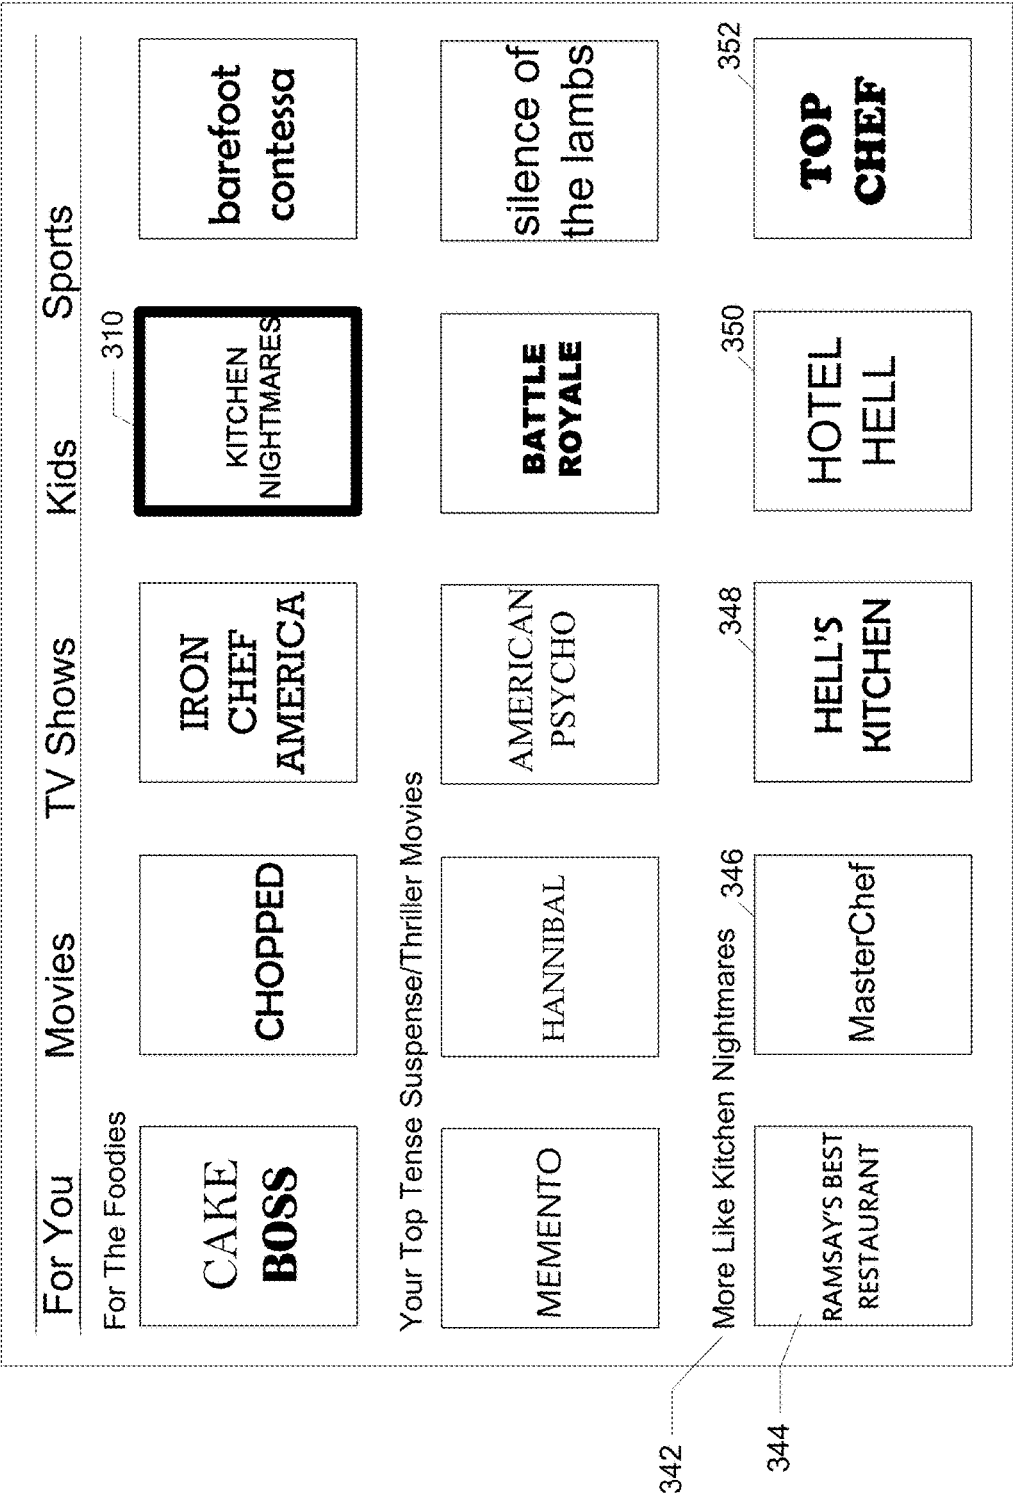 For You Movies TV Shows Kids Sports
For The Foodies
310
CAKE
BOSS
CHOPPED
IRON
CHEF
AMERICA
KITCHEN
NIGHTMARES
barefoot
contessa
Your Top Tense Suspense/Thriller Movies
MEMENTO
HANNIBAL
AMERICAN
PSYCHO
BATTLE
ROYALE
silence of
the lambs
342
More Like Kitchen Nightmares
346
348
350
352
344
RAMSAY'S BEST
RESTAURANT
MasterChef
HELL'S
KITCHEN
HOTEL
HELL
TOP
CHEF